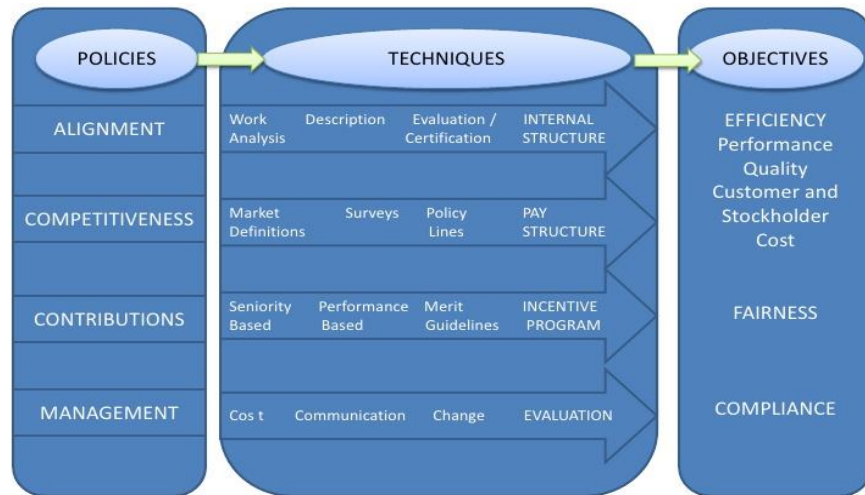 POLICIES
TECHNIQUES
OBJECTIVES
ALIGNMENT
Work Description Evaluation / INTERNAL
Analysis Certification STRUCTURE
COMPETITIVENESS
Market Surveys Policy PAY
Definitions Lines STRUCTURE
CONTRIBUTIONS
Seniority Performance Merit INCENTIVE
Based Based Guidelines PROGRAM
MANAGEMENT
Cos t Communication Change EVALUATION
EFFICIENCY
Performance
Quality
Customer and
Stockholder
Cost
FAIRNESS
COMPLIANCE